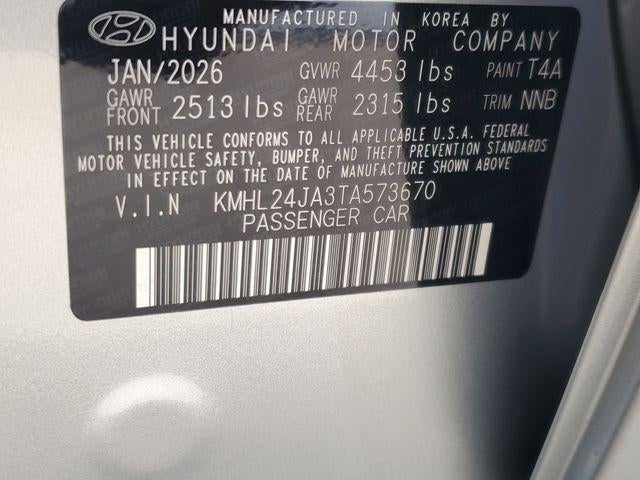 MANUFACTURED IN KOREA BY
HYUNDAI MOTOR COMPANY
JAN/2026 GVWR 4453 lbs PAINT T4A
GAWR FRONT 2513 lbs GAWR REAR 2315 lbs TRIM NNB
THIS VEHICLE CONFORMS TO ALL APPLICABLE U.S.A. FEDERAL
MOTOR VEHICLE SAFETY, BUMPER, AND THEFT PREVENTION STANDARDS
IN EFFECT ON THE DATE OF MANUFACTURE SHOWN ABOVE.
V.I.N KMHL24JA3TA573670
PASSENGER CAR